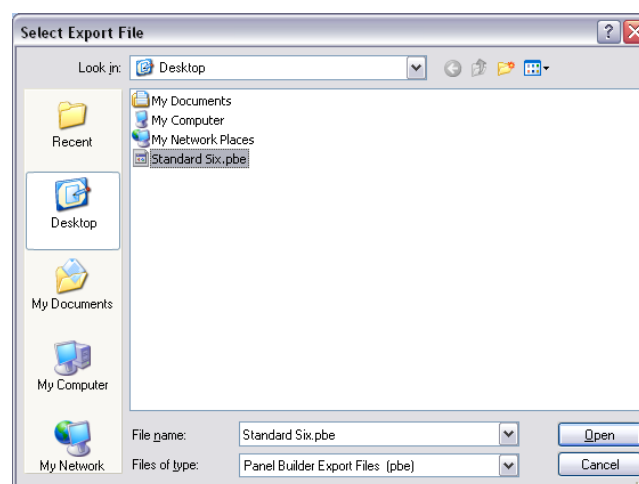 Select Export File
Look in: Desktop
My Documents
My Computer
My Network Places
Standard Six.pbe
Recent
Desktop
My Documents
My Computer
My Network
File name: Standard Six.pbe Open
Files of type: Panel Builder Export Files (pbe) Cancel